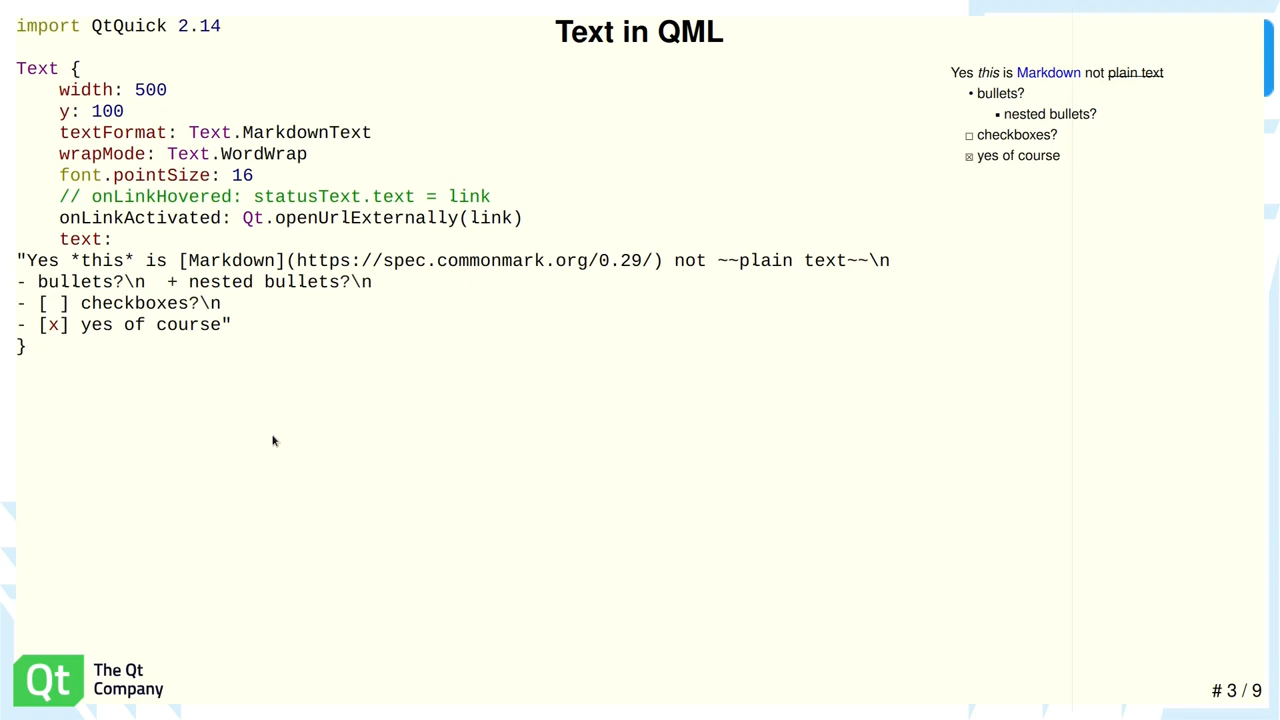 Text in QML
import QtQuick 2.14
Text {
    width: 500
    y: 100
    textFormat: Text.MarkdownText
    wrapMode: Text.WordWrap
    font.pointSize: 16
    // onLinkHovered: statusText.text = link
    onLinkActivated: Qt.openUrlExternally(link)
    text:
"Yes *this* is [Markdown](https://spec.commonmark.org/0.29/) not ~~plain text~~\n
- bullets?\n  + nested bullets?\n
- [ ] checkboxes?\n
- [x] yes of course"
}
Yes this is Markdown not plain text
• bullets?
▪ nested bullets?
☐ checkboxes?
☒ yes of course
Qt
The Qt
Company
# 3 / 9